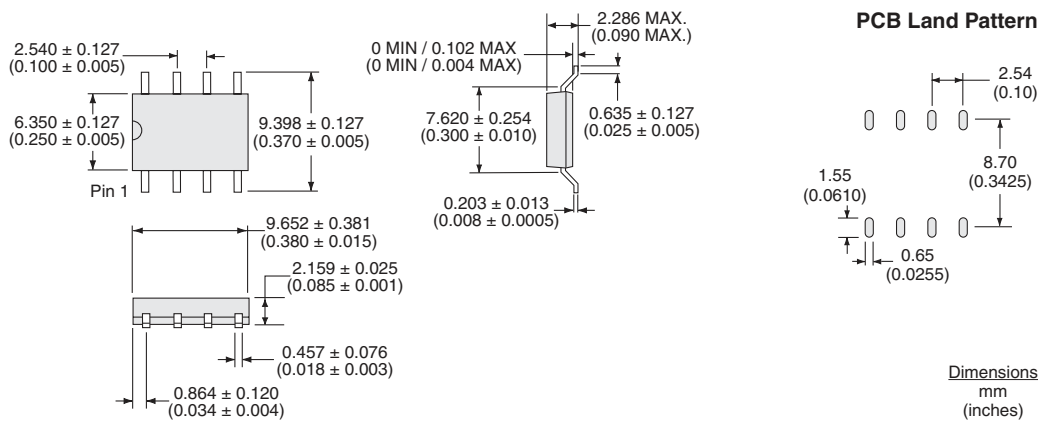 2.540 ± 0.127
(0.100 ± 0.005)
6.350 ± 0.127
(0.250 ± 0.005)
9.398 ± 0.127
(0.370 ± 0.005)
Pin 1
9.652 ± 0.381
(0.380 ± 0.015)
2.159 ± 0.025
(0.085 ± 0.001)
0.457 ± 0.076
(0.018 ± 0.003)
0.864 ± 0.120
(0.034 ± 0.004)
2.286 MAX.
(0.090 MAX.)
0 MIN / 0.102 MAX
(0 MIN / 0.004 MAX)
7.620 ± 0.254
(0.300 ± 0.010)
0.635 ± 0.127
(0.025 ± 0.005)
0.203 ± 0.013
(0.008 ± 0.0005)
PCB Land Pattern
2.54
(0.10)
8.70
(0.3425)
1.55
(0.0610)
0.65
(0.0255)
Dimensions
mm
(inches)